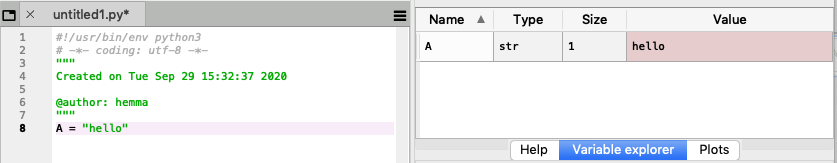 untitled1.py*
1 #!/usr/bin/env python3
2 # -*- coding: utf-8 -*-
3 """
4 Created on Tue Sep 29 15:32:37 2020
5
6 @author: hemma
7 """
8 A = "hello"
Name Type Size Value
A str 1 hello
Help Variable explorer Plots